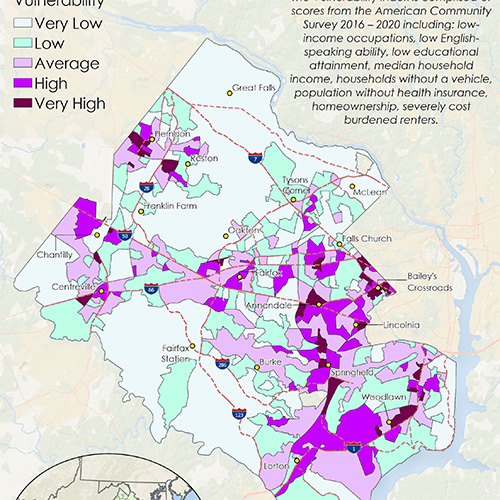 Vulnerability
Very Low
Low
Average
High
Very High
scores from the American Community
Survey 2016 – 2020 including: low-
income occupations, low English-
speaking ability, low educational
attainment, median household
income, households without a vehicle,
population without health insurance,
homeownership, severely cost
burdened renters.
Great Falls
Herndon
Reston
7
Tysons
Corner
McLean
28
Franklin Farm
Oakton
50
Falls Church
Chantilly
Bailey's
Crossroads
Fairfax
Centreville
66
Annandale
Lincolnia
Fairfax
Station
286
Burke
Springfield
Woodlawn
123
1
Lorton